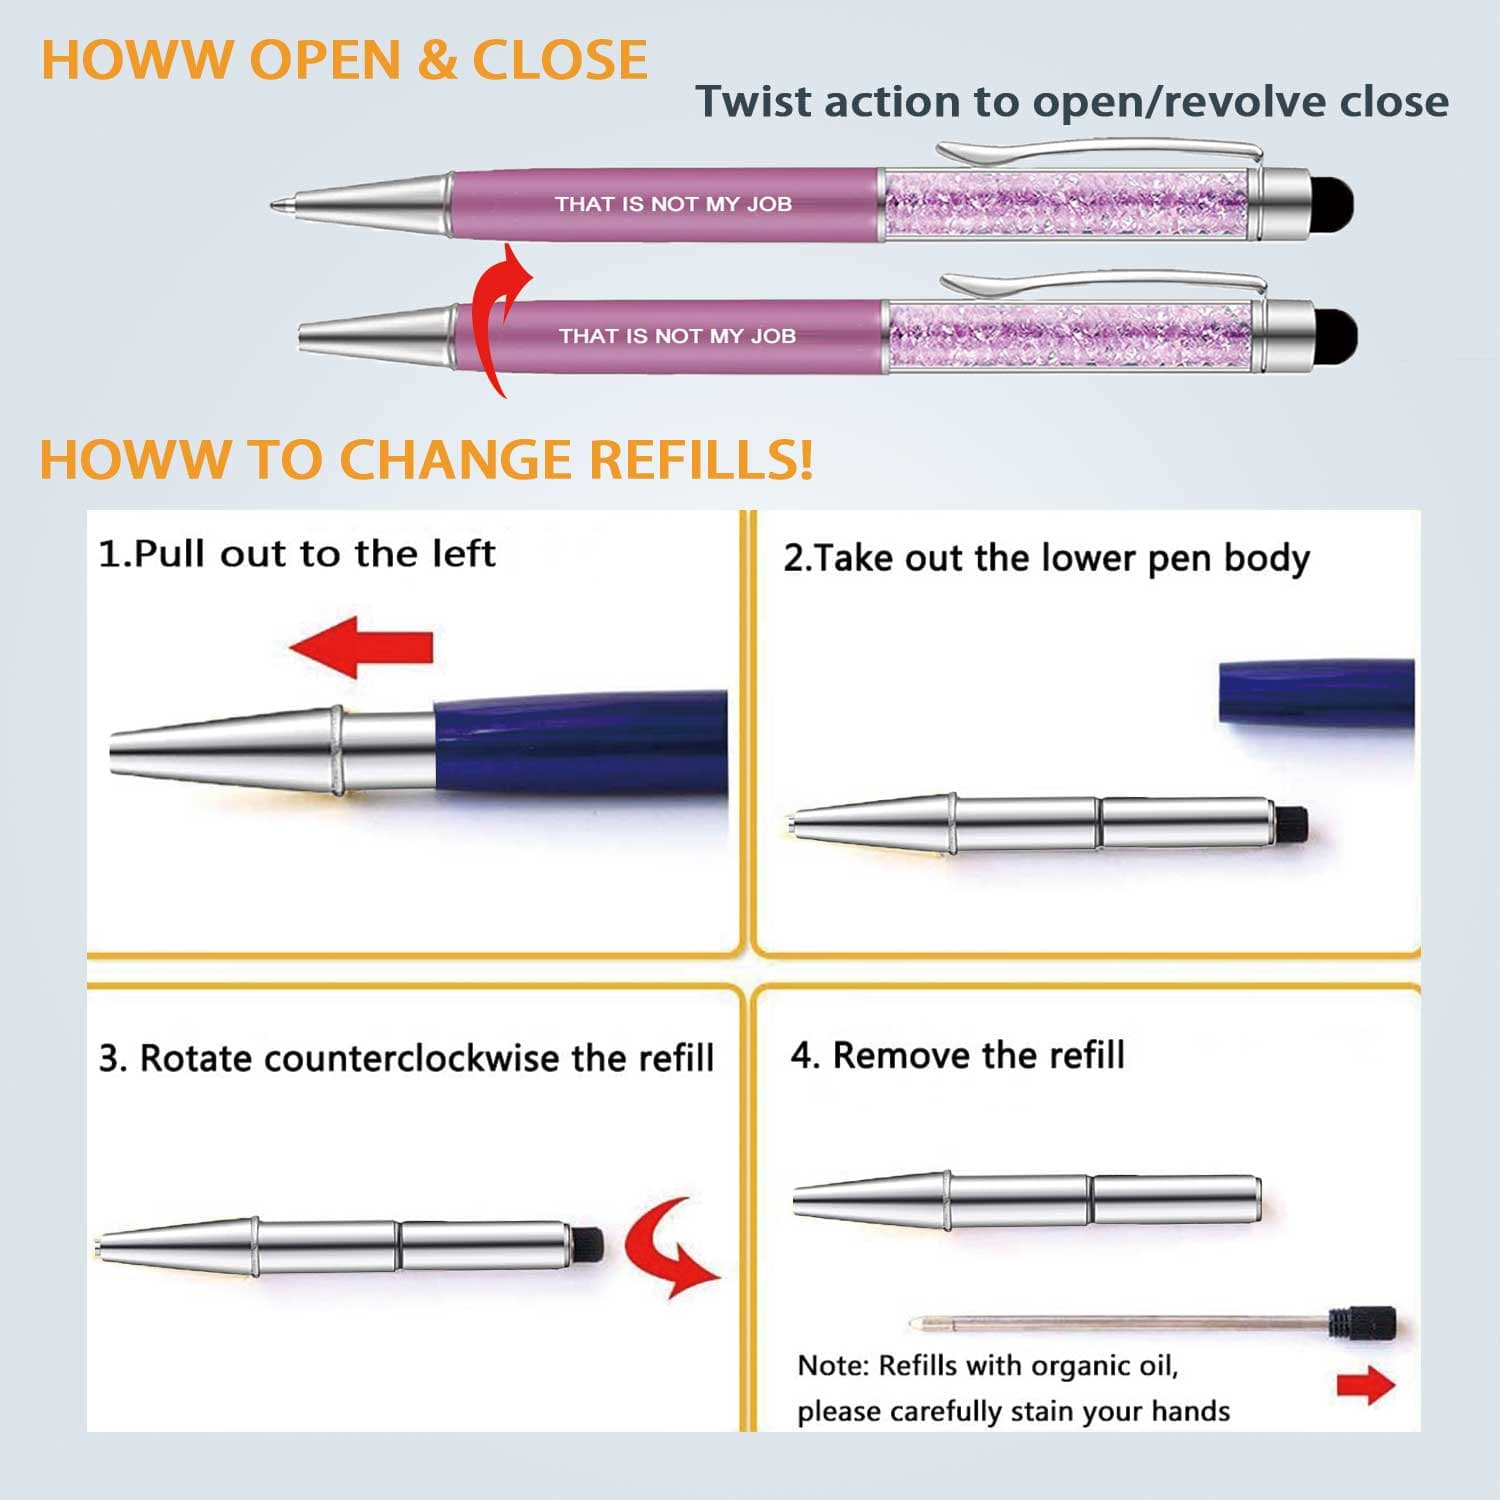 HOWW OPEN & CLOSE
Twist action to open/revolve close
THAT IS NOT MY JOB
THAT IS NOT MY JOB
HOWW TO CHANGE REFILLS!
1.Pull out to the left
2.Take out the lower pen body
3. Rotate counterclockwise the refill
4. Remove the refill
Note: Refills with organic oil,
please carefully stain your hands